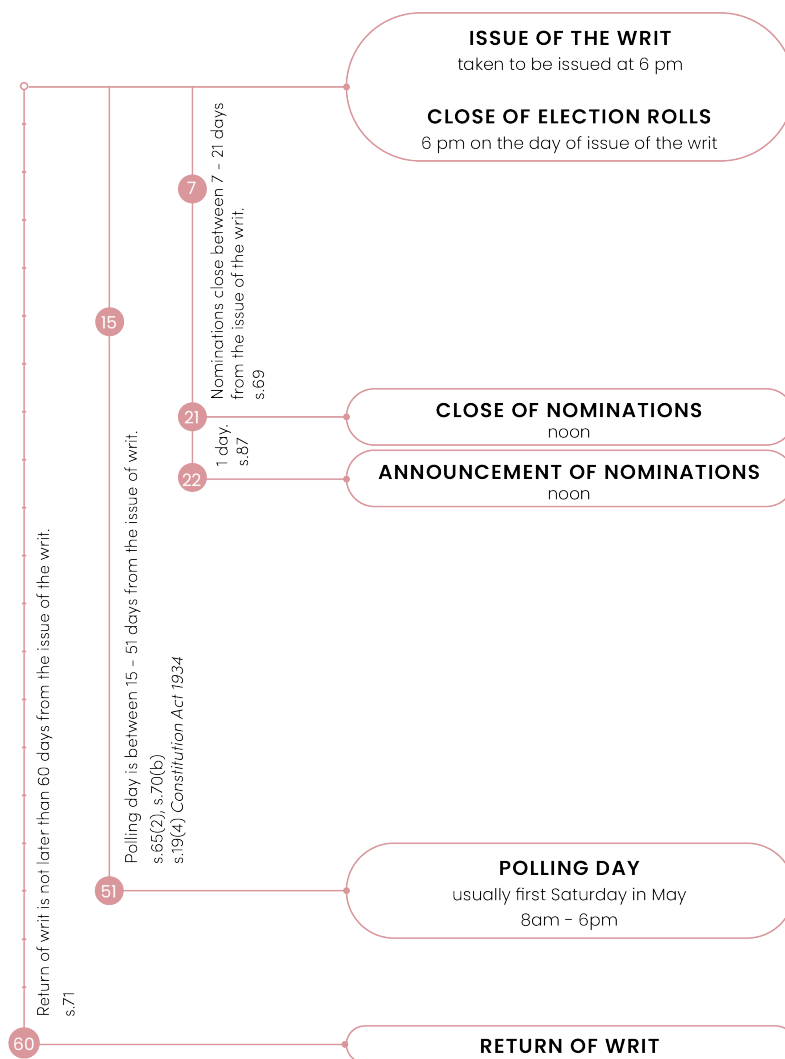 ISSUE OF THE WRIT
taken to be issued at 6 pm
CLOSE OF ELECTION ROLLS
6 pm on the day of issue of the writ
7
Nominations close between 7 - 21 days
from the issue of the writ.
s.69
15
21
CLOSE OF NOMINATIONS
noon
1 day.
s.87
22
ANNOUNCEMENT OF NOMINATIONS
noon
Polling day is between 15 - 51 days from the issue of writ.
s.65(2), s.70(b)
s.19(4) Constitution Act 1934
51
POLLING DAY
usually first Saturday in May
8am - 6pm
Return of writ is not later than 60 days from the issue of the writ.
s.71
60
RETURN OF WRIT